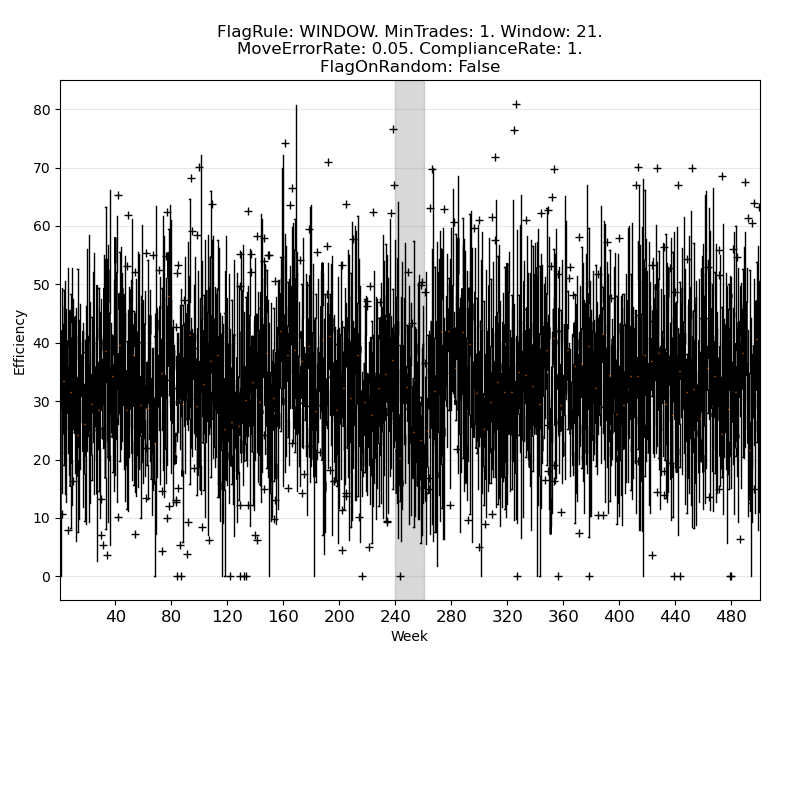 FlagRule: WINDOW. MinTrades: 1. Window: 21.
MoveErrorRate: 0.05. ComplianceRate: 1.
FlagOnRandom: False
80
70
60
50
40
30
20
10
0
Efficiency
40 80 120 160 200 240 280 320 360 400 440 480
Week